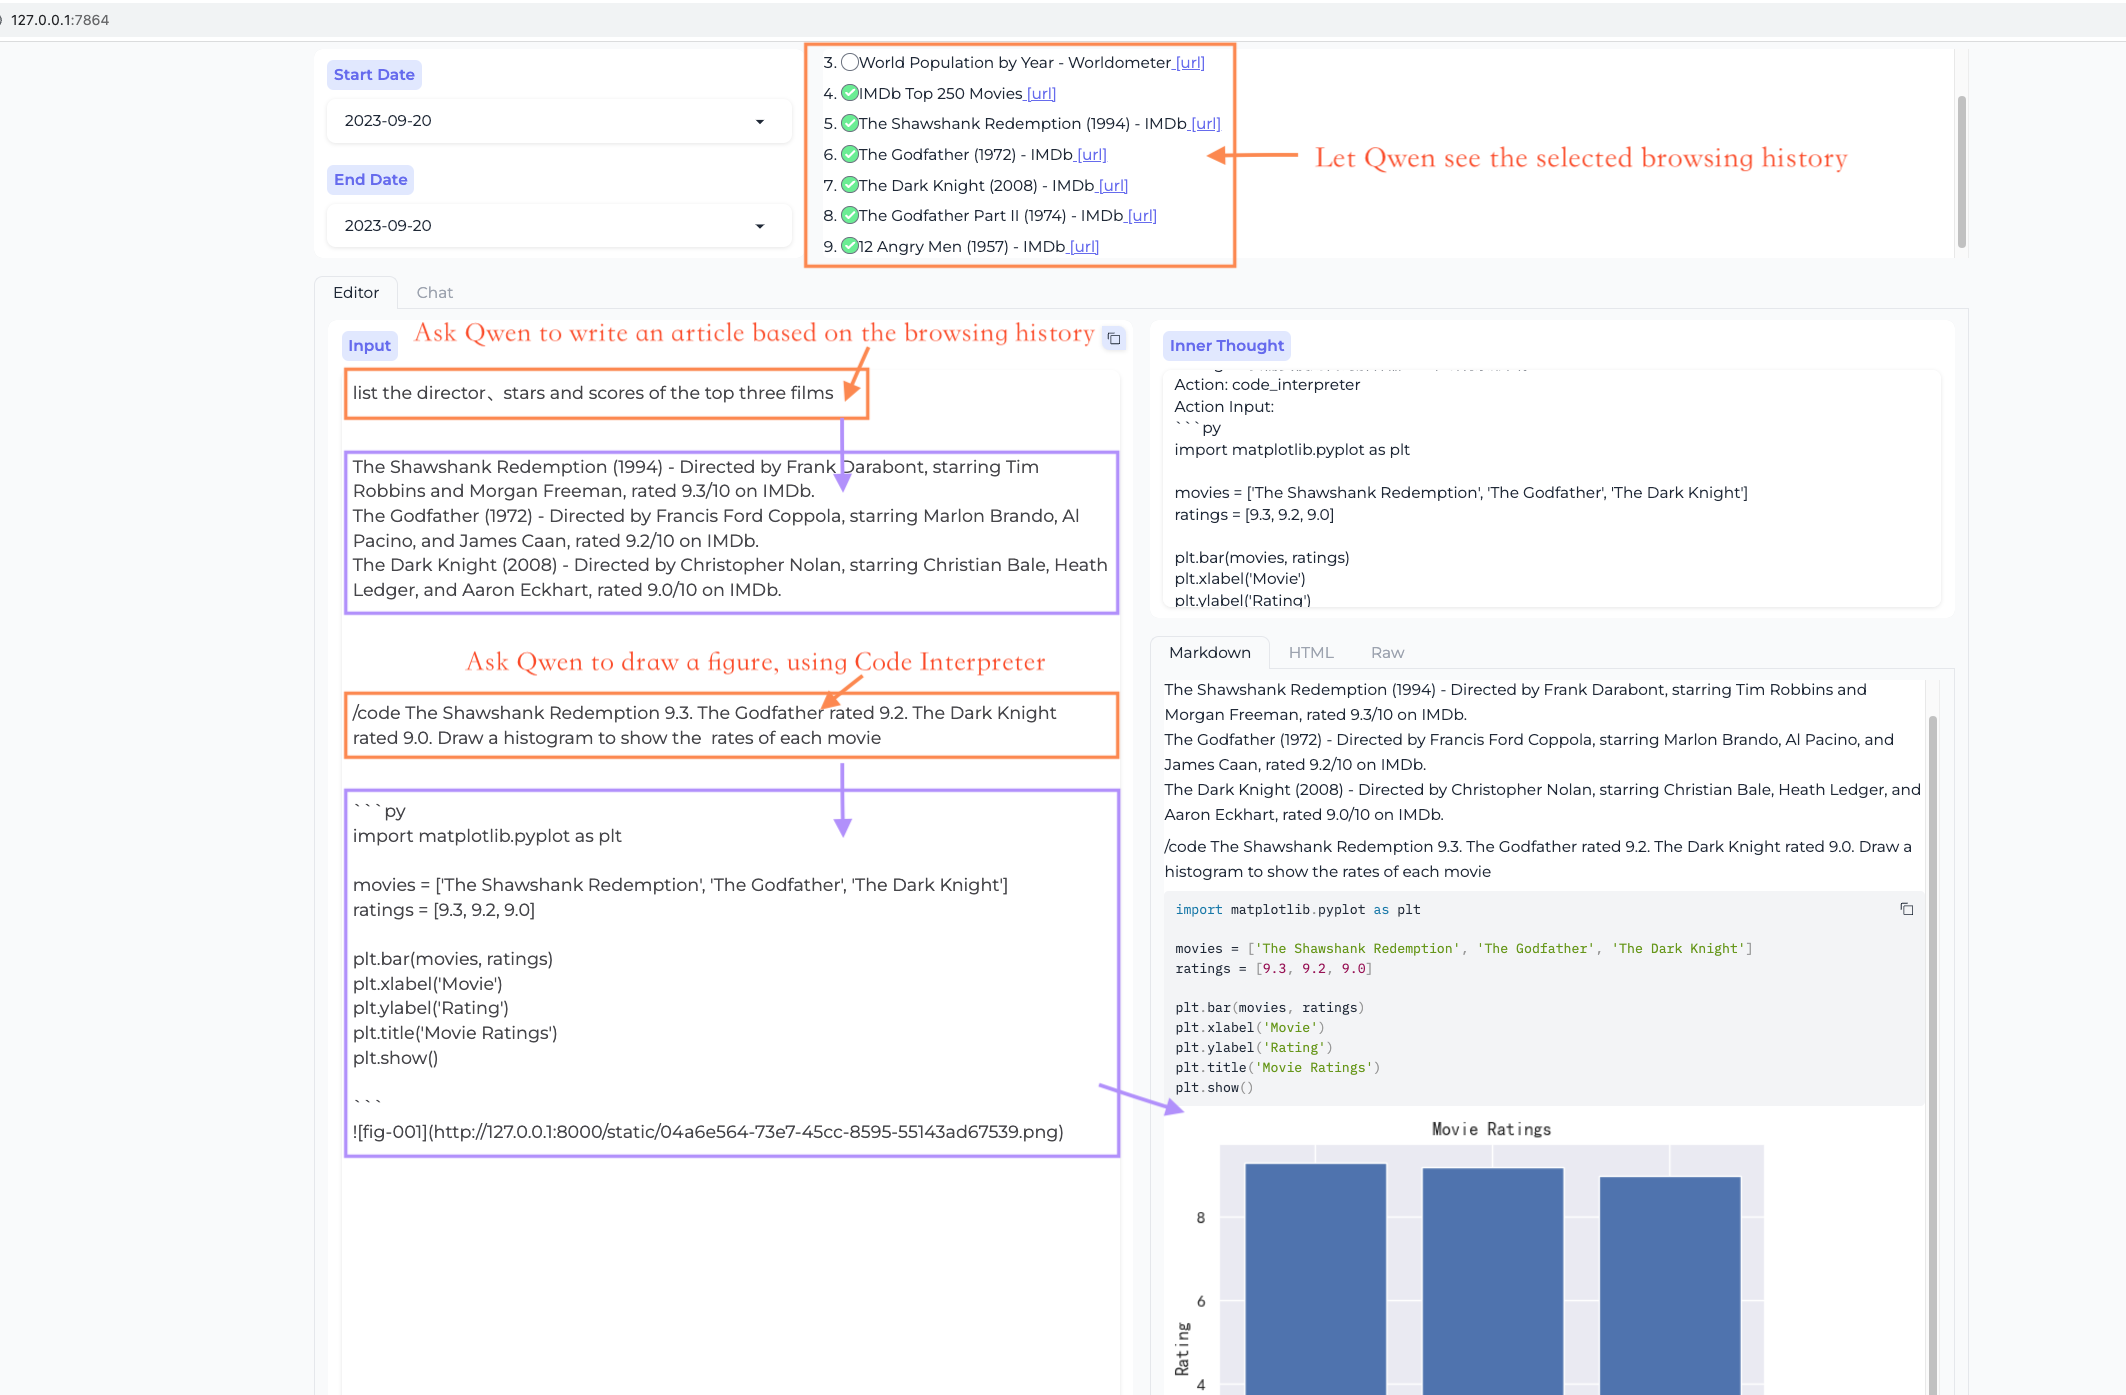 127.0.0.1:7864
Start Date
2023-09-20
End Date
2023-09-20
3. World Population by Year - Worldometer [url]
4. IMDb Top 250 Movies [url]
5. The Shawshank Redemption (1994) - IMDb [url]
6. The Godfather (1972) - IMDb [url]
7. The Dark Knight (2008) - IMDb [url]
8. The Godfather Part II (1974) - IMDb [url]
9. 12 Angry Men (1957) - IMDb [url]
Let Qwen see the selected browsing history
Editor
Chat
Input
Ask Qwen to write an article based on the browsing history
list the director、stars and scores of the top three films
The Shawshank Redemption (1994) - Directed by Frank Darabont, starring Tim
Robbins and Morgan Freeman, rated 9.3/10 on IMDb.
The Godfather (1972) - Directed by Francis Ford Coppola, starring Marlon Brando, Al
Pacino, and James Caan, rated 9.2/10 on IMDb.
The Dark Knight (2008) - Directed by Christopher Nolan, starring Christian Bale, Heath
Ledger, and Aaron Eckhart, rated 9.0/10 on IMDb.
Ask Qwen to draw a figure, using Code Interpreter
/code The Shawshank Redemption 9.3. The Godfather rated 9.2. The Dark Knight
rated 9.0. Draw a histogram to show the  rates of each movie
```py
import matplotlib.pyplot as plt
movies = ['The Shawshank Redemption', 'The Godfather', 'The Dark Knight']
ratings = [9.3, 9.2, 9.0]
plt.bar(movies, ratings)
plt.xlabel('Movie')
plt.ylabel('Rating')
plt.title('Movie Ratings')
plt.show()
```
![fig-001](http://127.0.0.1:8000/static/04a6e564-73e7-45cc-8595-55143ad67539.png)
Inner Thought
Action: code_interpreter
Action Input:
```py
import matplotlib.pyplot as plt
movies = ['The Shawshank Redemption', 'The Godfather', 'The Dark Knight']
ratings = [9.3, 9.2, 9.0]
plt.bar(movies, ratings)
plt.xlabel('Movie')
plt.ylabel('Rating')
Markdown
HTML
Raw
The Shawshank Redemption (1994) - Directed by Frank Darabont, starring Tim Robbins and
Morgan Freeman, rated 9.3/10 on IMDb.
The Godfather (1972) - Directed by Francis Ford Coppola, starring Marlon Brando, Al Pacino, and
James Caan, rated 9.2/10 on IMDb.
The Dark Knight (2008) - Directed by Christopher Nolan, starring Christian Bale, Heath Ledger, and
Aaron Eckhart, rated 9.0/10 on IMDb.
/code The Shawshank Redemption 9.3. The Godfather rated 9.2. The Dark Knight rated 9.0. Draw a
histogram to show the rates of each movie
import matplotlib.pyplot as plt
movies = ['The Shawshank Redemption', 'The Godfather', 'The Dark Knight']
ratings = [9.3, 9.2, 9.0]
plt.bar(movies, ratings)
plt.xlabel('Movie')
plt.ylabel('Rating')
plt.title('Movie Ratings')
plt.show()
Movie Ratings
8
6
Rating
4